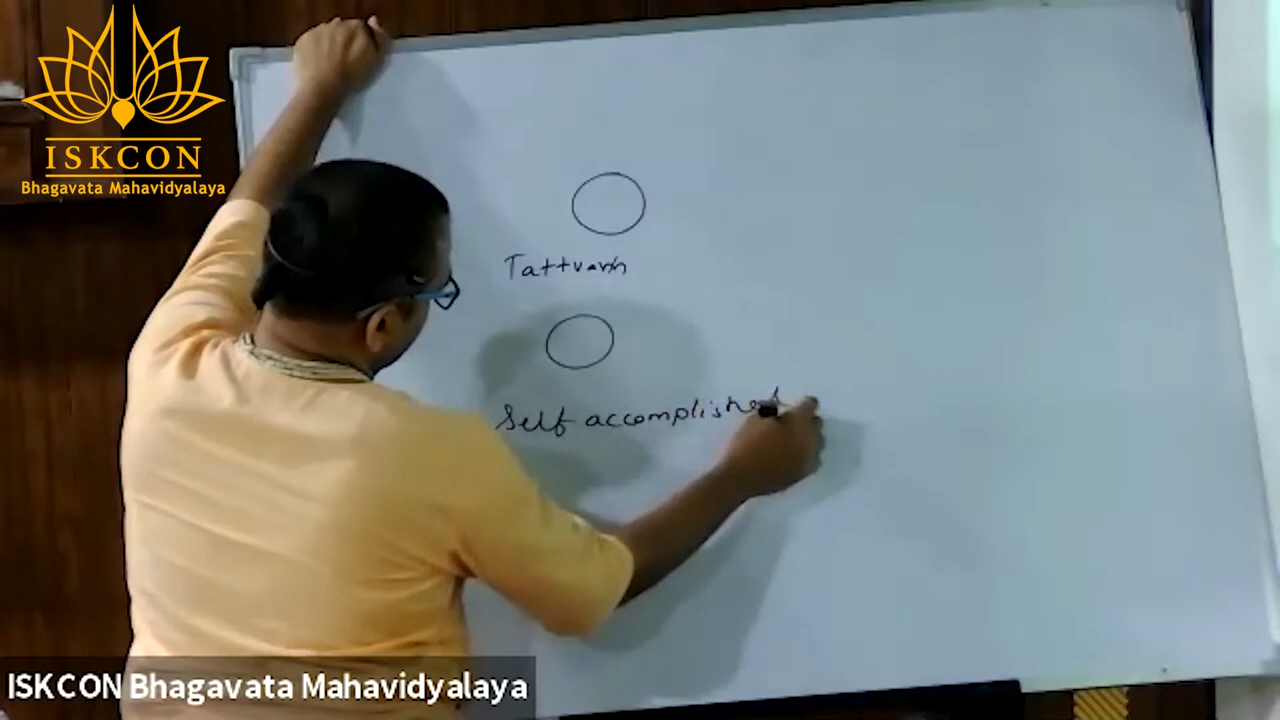 ISKCON
Bhagavata Mahavidyalaya
Tattvam
Self accomplished
ISKCON Bhagavata Mahavidyalaya